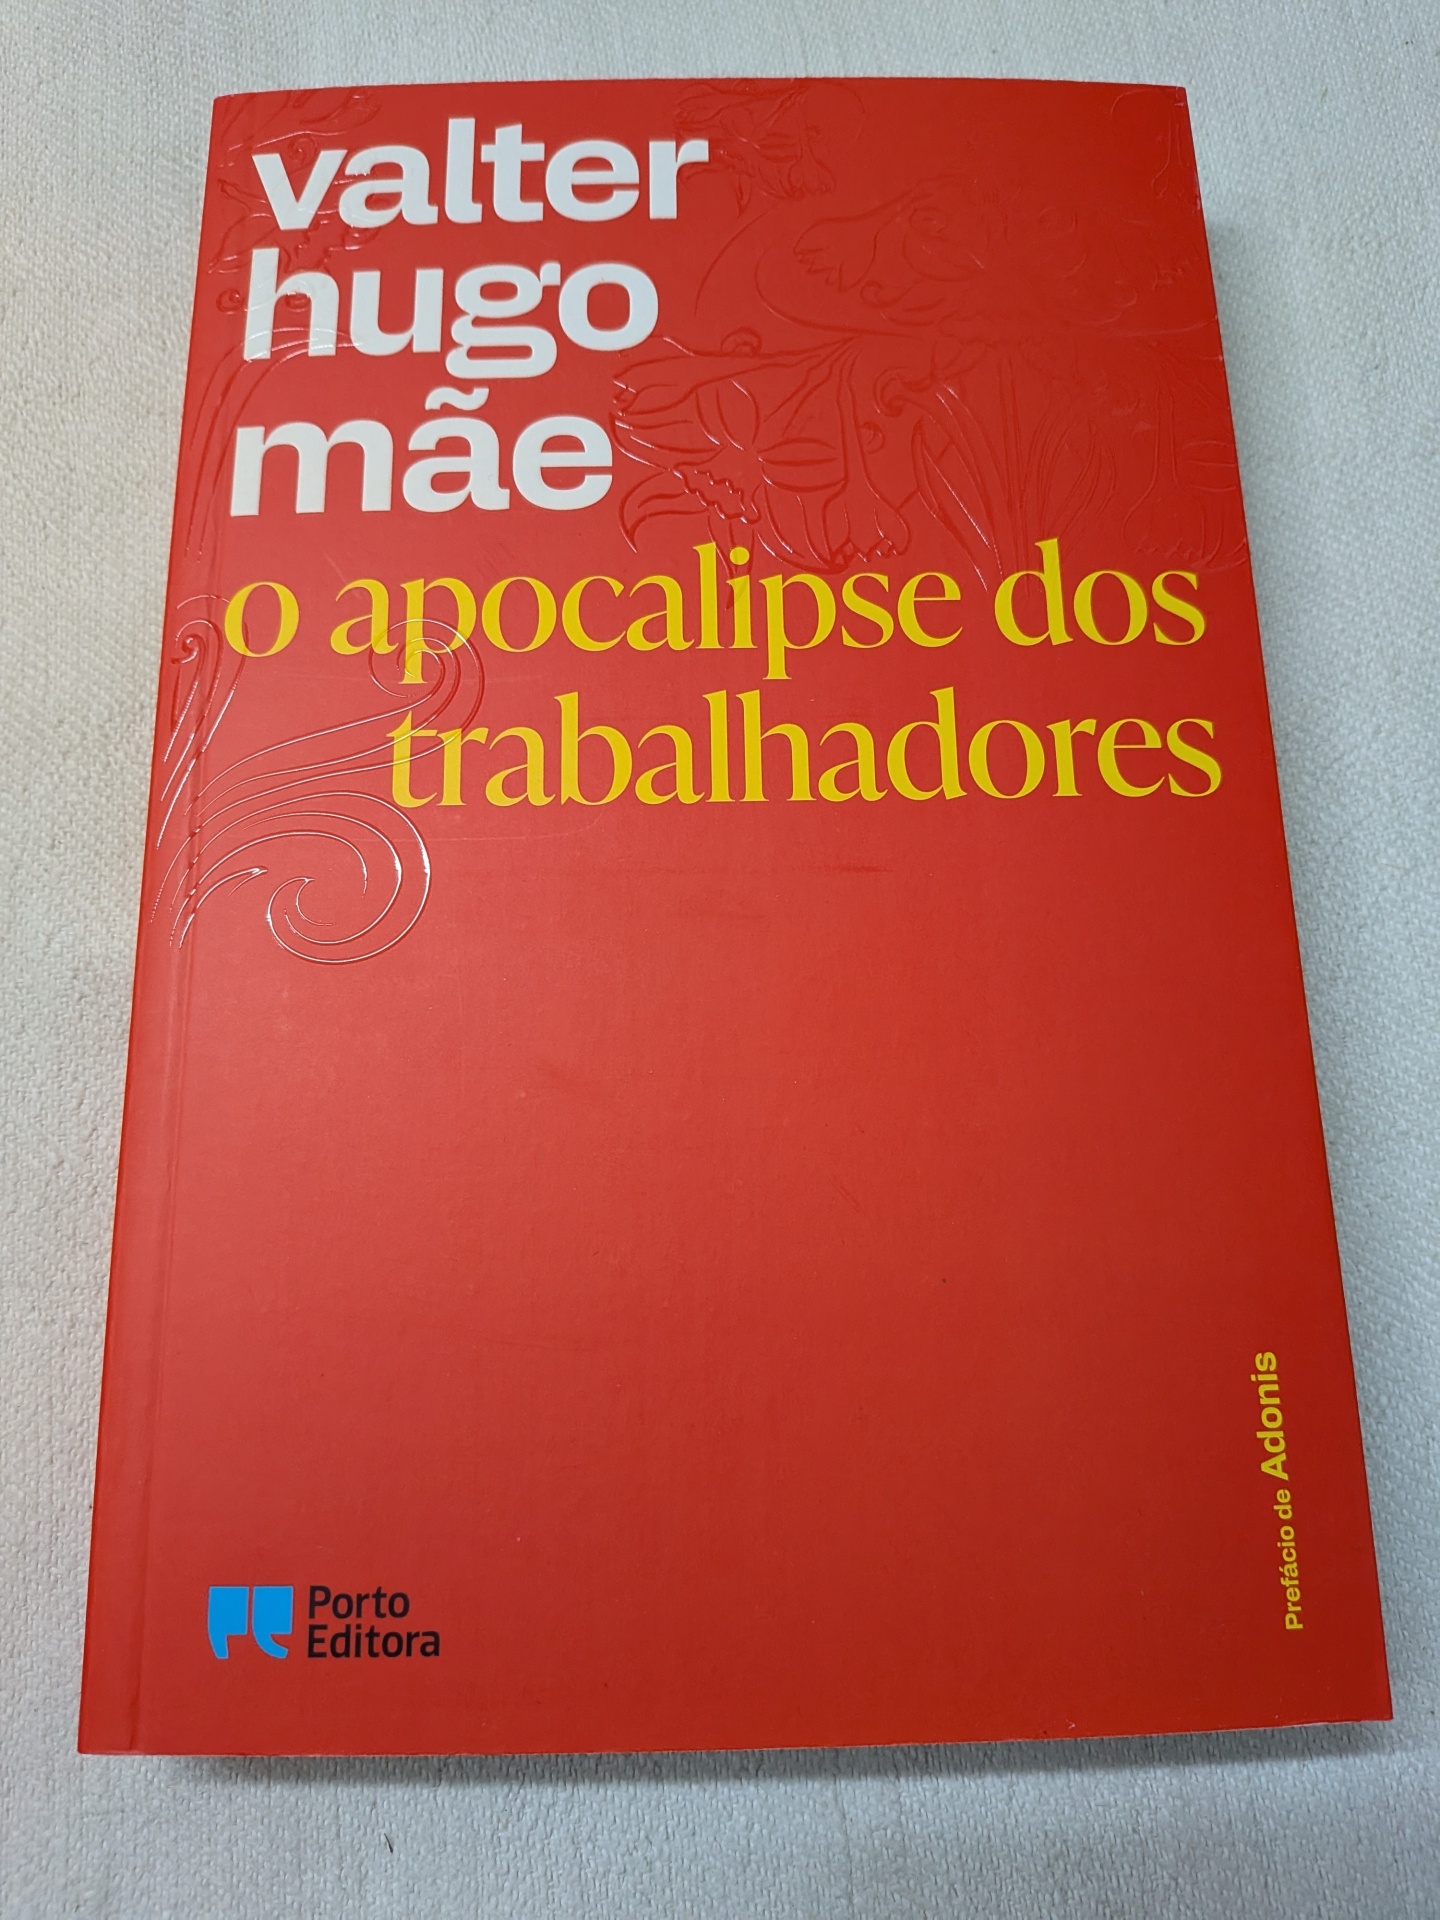 valter
hugo
mãe
o apocalipse dos
trabalhadores
Prefácio de Adonis
Porto
Editora